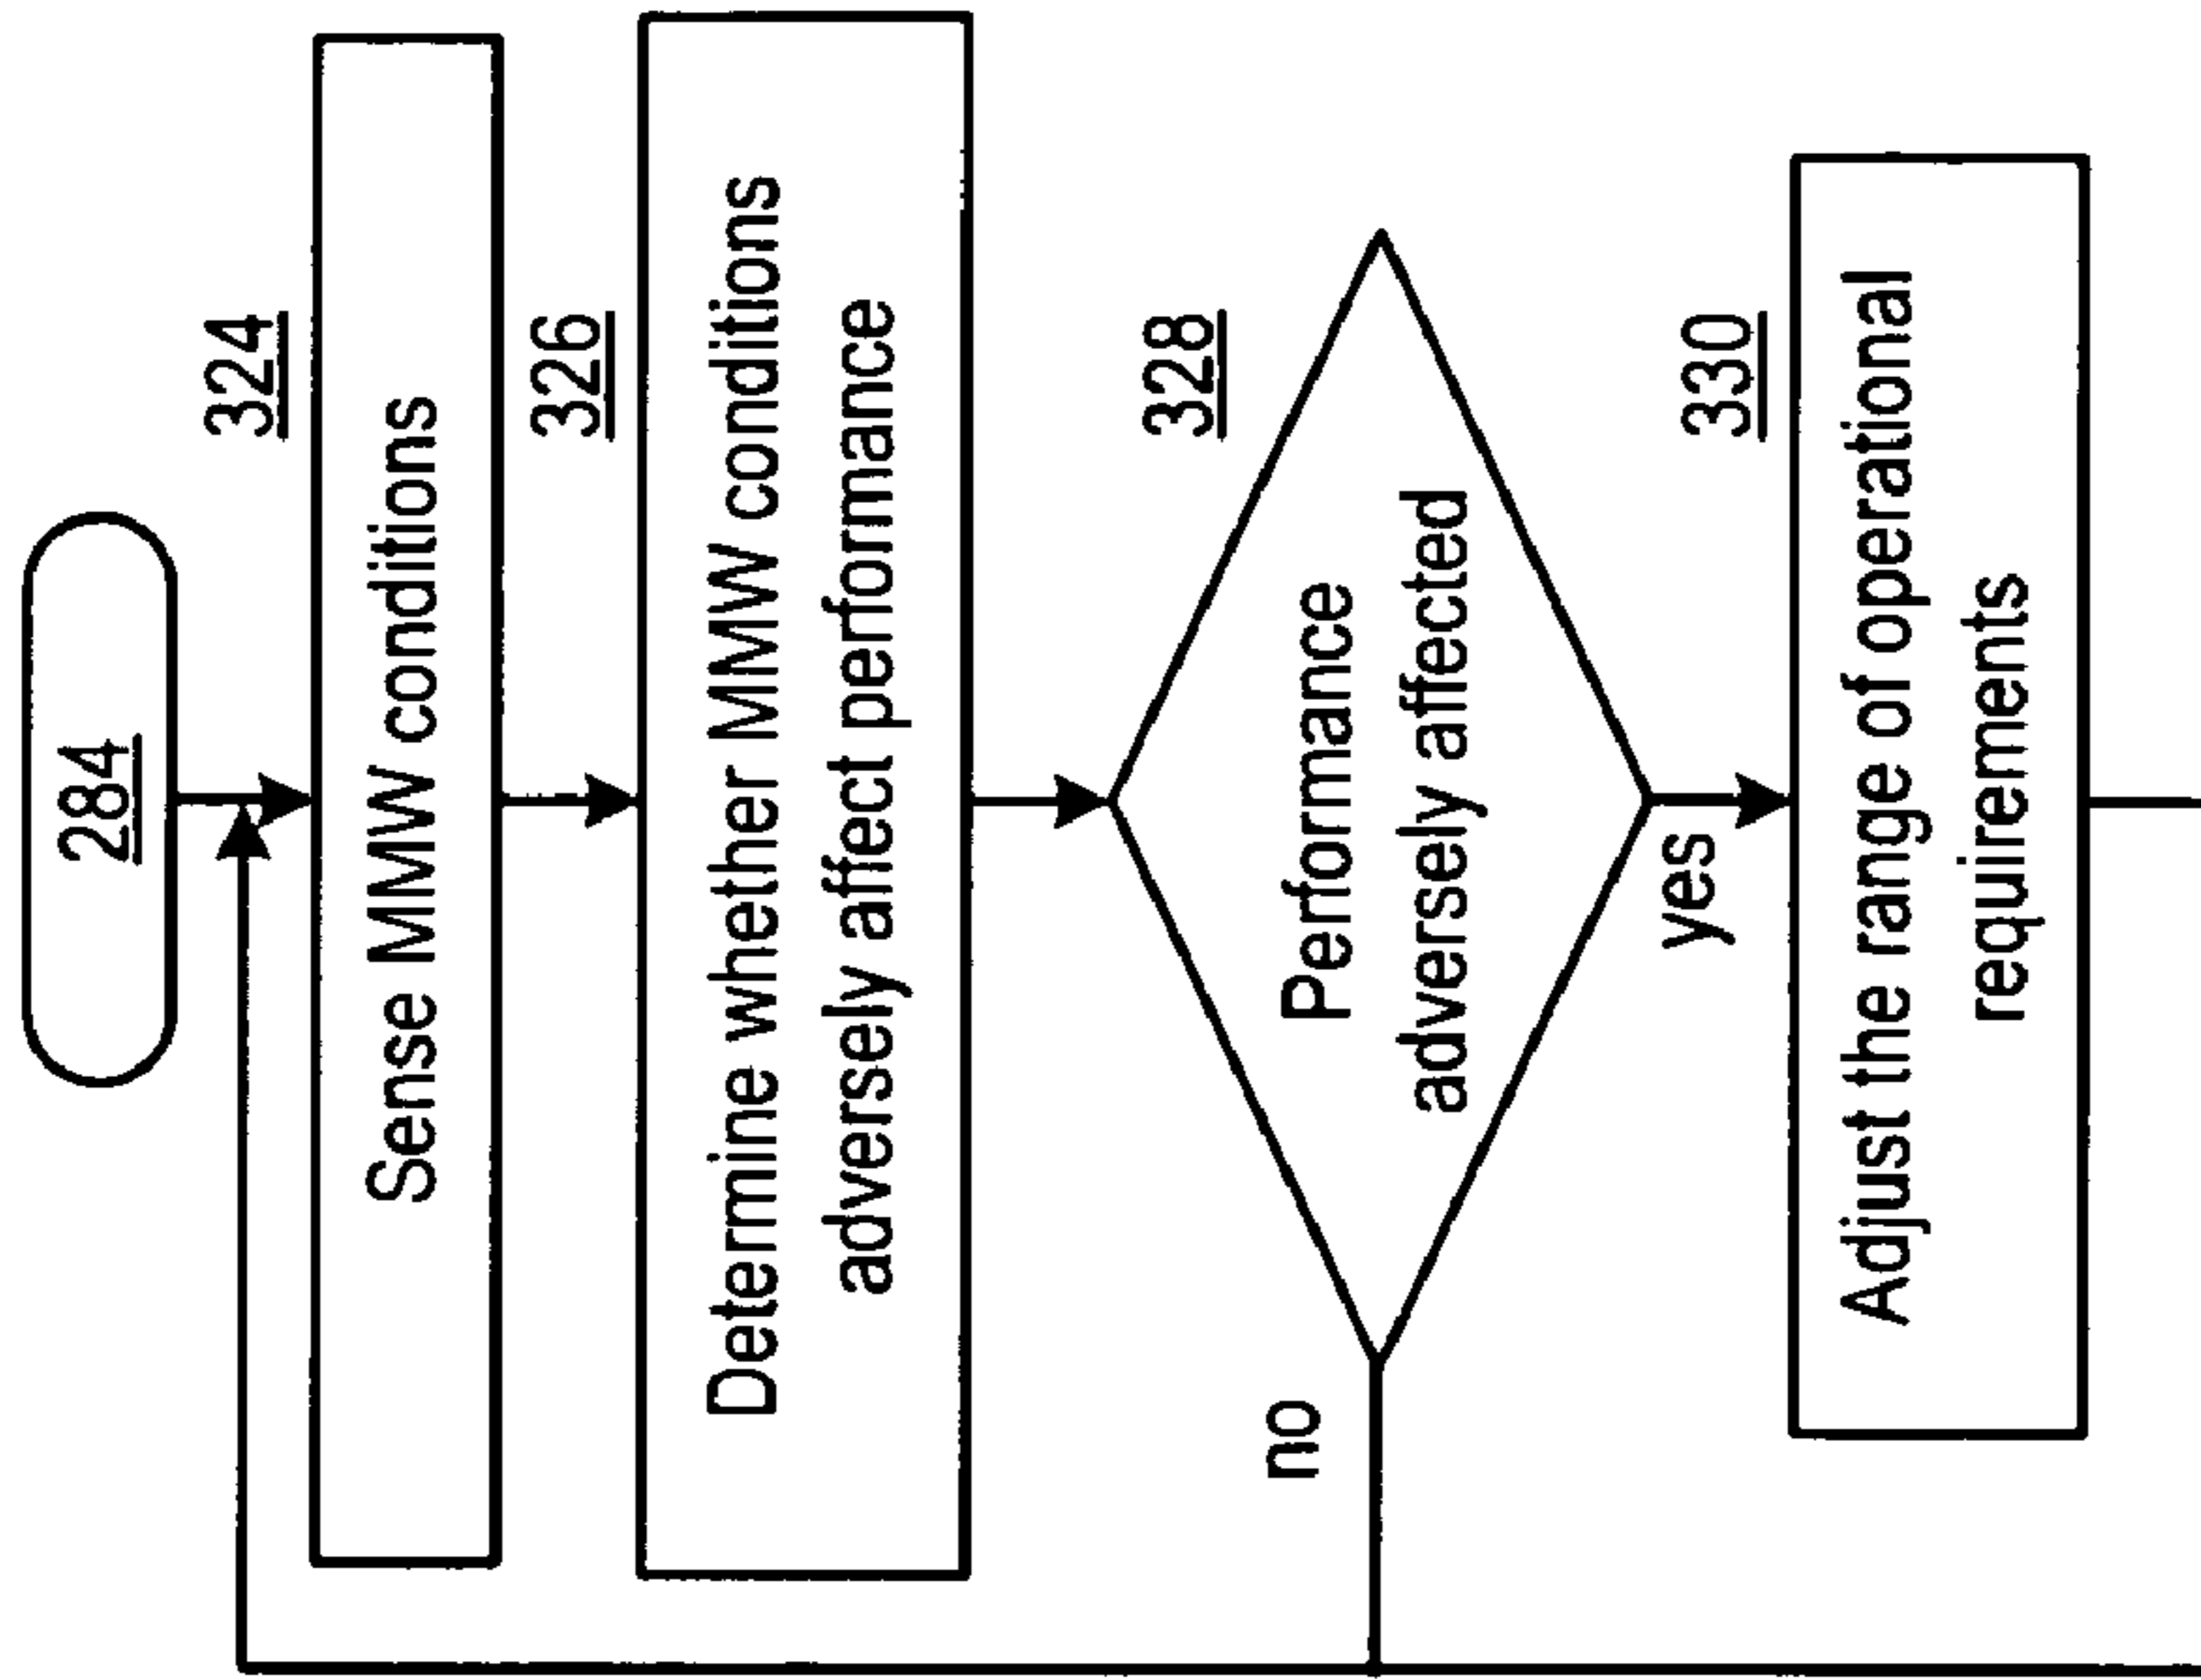 284
324
Sense MMW conditions
326
Determine whether MMW conditions
adversely affect performance
328
Performance
adversely affected
no
yes
330
Adjust the range of operational
requirements